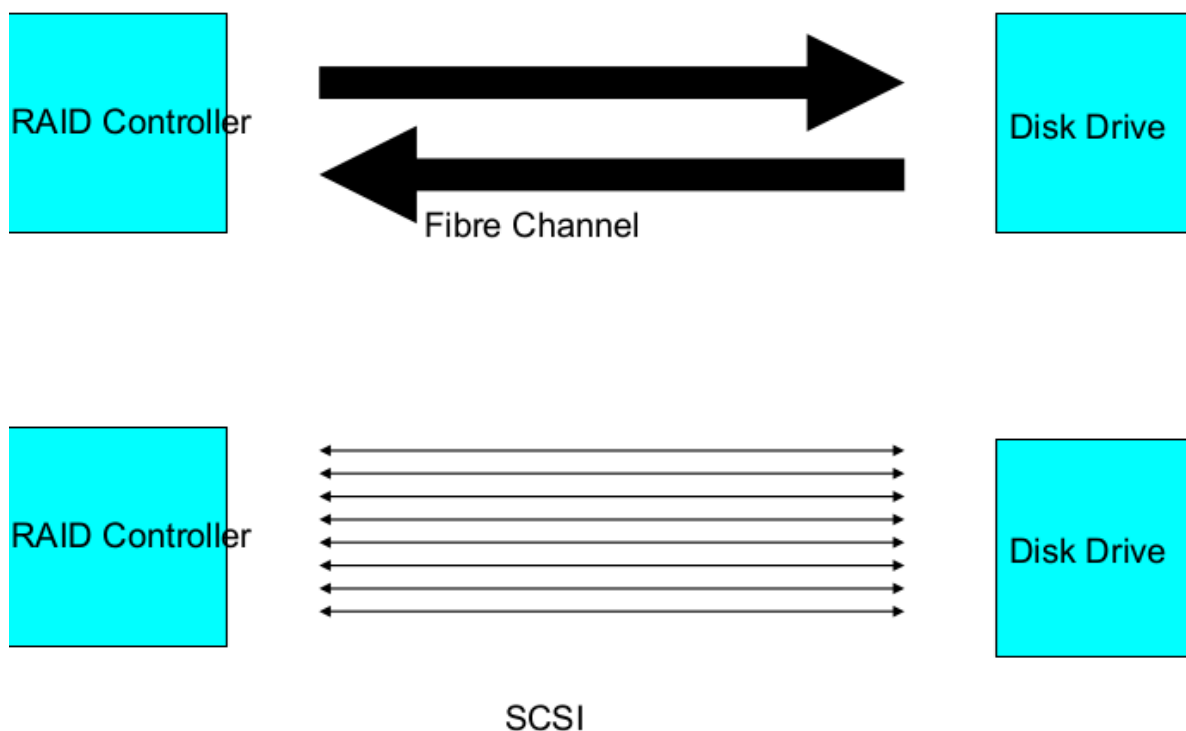 RAID Controller
Disk Drive
Fibre Channel
RAID Controller
Disk Drive
SCSI